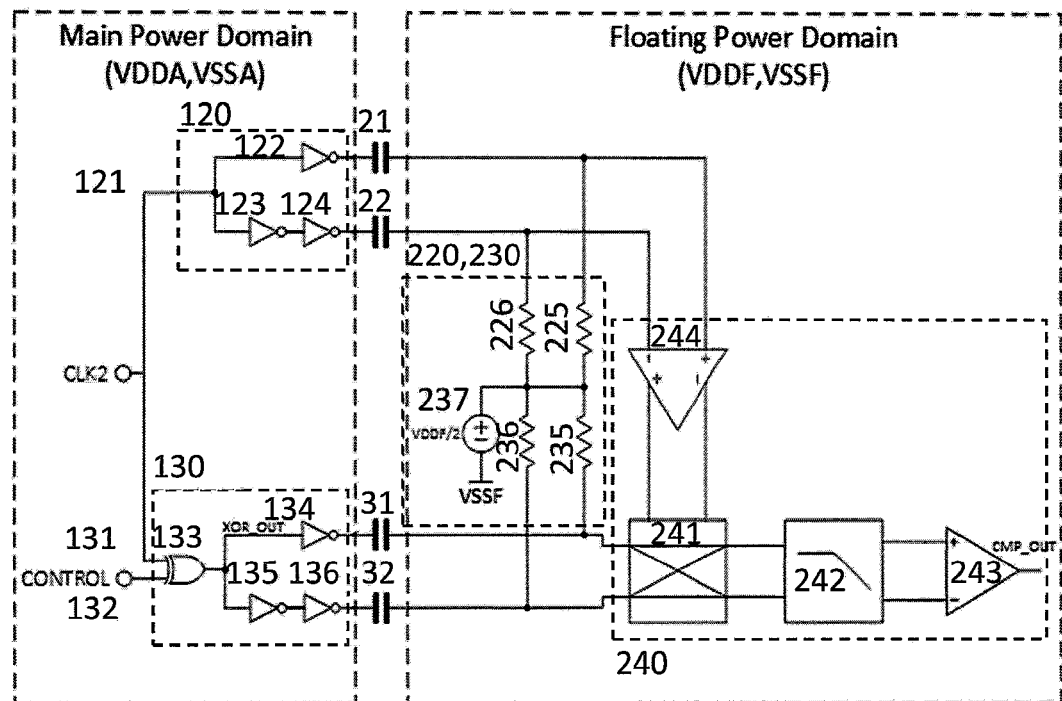 Main Power Domain
(VDDA,VSSA)
Floating Power Domain
(VDDF,VSSF)
120
21
122
121
123
124
22
220,230
226
225
244
CLK2
237
VDDF/2
236
235
VSSF
130
134
31
131
133
XOR_OUT
241
CMP_OUT
CONTROL
135
136
32
242
243
132
240